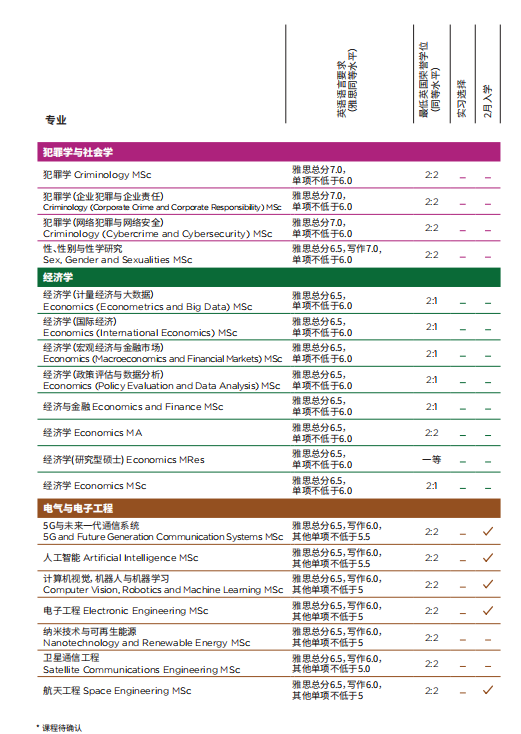 专业
英语语言要求
(雅思同等水平)
最低英国荣誉学位
(同等水平)
实习选择
2月入学
犯罪学与社会学
犯罪学 Criminology MSc
雅思总分7.0,
单项不低于6.0
2:2 – –
犯罪学(企业犯罪与企业责任)
Criminology (Corporate Crime and Corporate Responsibility) MSc
雅思总分7.0,
单项不低于6.0
2:2 – –
犯罪学(网络犯罪与网络安全)
Criminology (Cybercrime and Cybersecurity) MSc
雅思总分7.0,
单项不低于6.0
2:2 – –
性、性别与性学研究
Sex, Gender and Sexualities MSc
雅思总分6.5, 写作7.0,
单项不低于6.0
2:2 – –
经济学
经济学(计量经济与大数据)
Economics (Econometrics and Big Data) MSc
雅思总分6.5,
单项不低于6.0
2:1 – –
经济学(国际经济)
Economics (International Economics) MSc
雅思总分6.5,
单项不低于6.0
2:1 – –
经济学(宏观经济与金融市场)
Economics (Macroeconomics and Financial Markets) MSc
雅思总分6.5,
单项不低于6.0
2:1 – –
经济学(政策评估与数据分析)
Economics (Policy Evaluation and Data Analysis) MSc
雅思总分6.5,
单项不低于6.0
2:1 – –
经济与金融 Economics and Finance MSc
雅思总分6.5,
单项不低于6.0
2:1 – –
经济学 Economics MA
雅思总分6.5,
单项不低于6.0
2:2 – –
经济学(研究型硕士) Economics MRes
雅思总分6.5,
单项不低于6.0
一等 – –
经济学 Economics MSc
雅思总分6.5,
单项不低于6.0
2:1 – –
电气与电子工程
5G与未来一代通信系统
5G and Future Generation Communication Systems MSc
雅思总分6.5, 写作6.0,
其他单项不低于5.5
2:2 – ✓
人工智能 Artificial Intelligence MSc
雅思总分6.5, 写作6.0,
其他单项不低于5.5
2:2 – ✓
计算机视觉, 机器人与机器学习
Computer Vision, Robotics and Machine Learning MSc
雅思总分6.5, 写作6.0,
其他单项不低于5
2:2 – ✓
电子工程 Electronic Engineering MSc
雅思总分6.5, 写作6.0,
其他单项不低于5
2:2 – ✓
纳米技术与可再生能源
Nanotechnology and Renewable Energy MSc
雅思总分6.5, 写作6.0,
其他单项不低于5
2:2 – –
卫星通信工程
Satellite Communications Engineering MSc
雅思总分6.5, 写作6.0,
其他单项不低于5.0
2:2 – –
航天工程 Space Engineering MSc
雅思总分6.5, 写作6.0,
其他单项不低于5
2:2 – ✓
* 课程待确认